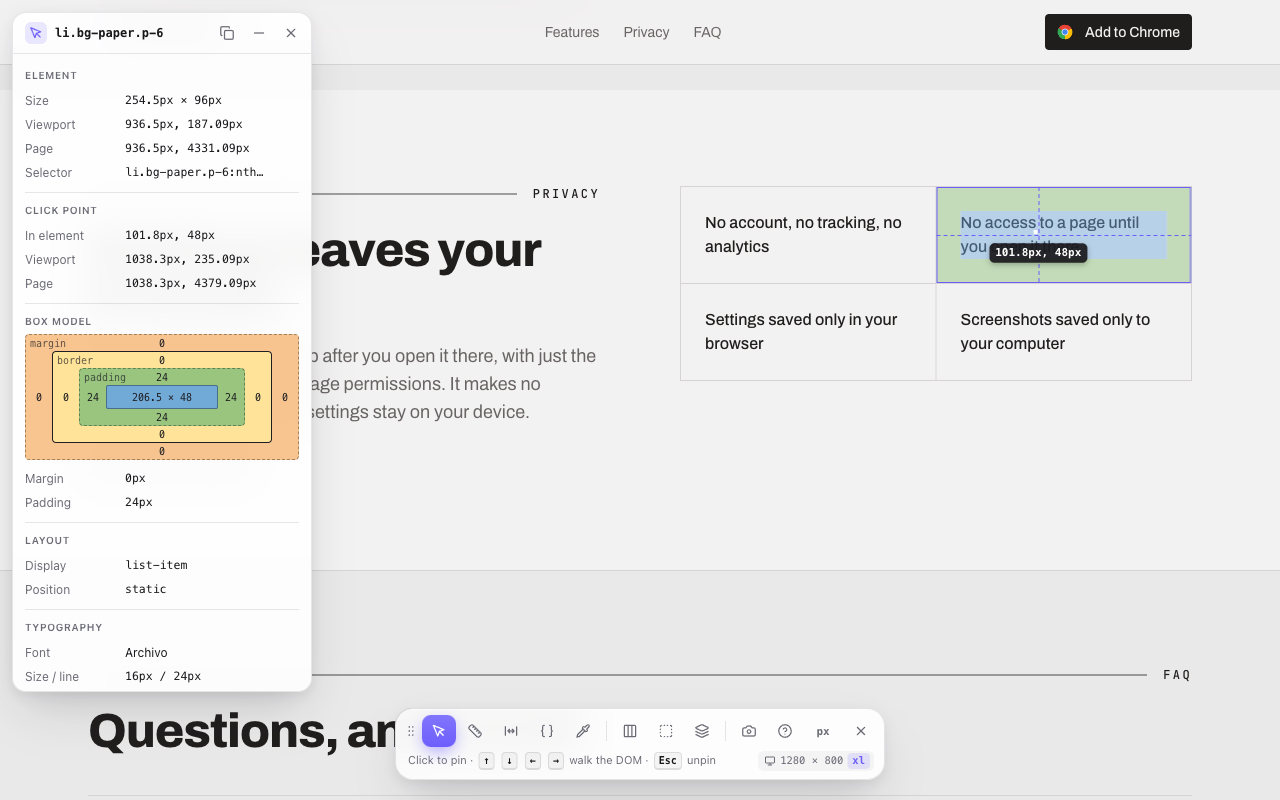 li.bg-paper.p-6
ELEMENT
Size 254.5px × 96px
Viewport 936.5px, 187.09px
Page 936.5px, 4331.09px
Selector li.bg-paper.p-6:nth…
CLICK POINT
In element 101.8px, 48px
Viewport 1038.3px, 235.09px
Page 1038.3px, 4379.09px
BOX MODEL
margin 0
border 0
padding 24
0 0 24 206.5 × 48 24 0 0
24
0
0
Margin 0px
Padding 24px
LAYOUT
Display list-item
Position static
TYPOGRAPHY
Font Archivo
Size / line 16px / 24px
Features Privacy FAQ
Add to Chrome
PRIVACY
eaves your
after you open it there, with just the
age permissions. It makes no
settings stay on your device.
No account, no tracking, no
analytics
No access to a page until
you
101.8px, 48px
Settings saved only in your
browser
Screenshots saved only to
your computer
FAQ
Questions, an
px
Click to pin · ↑ ↓ ← → walk the DOM · Esc unpin
1280 × 800 xl